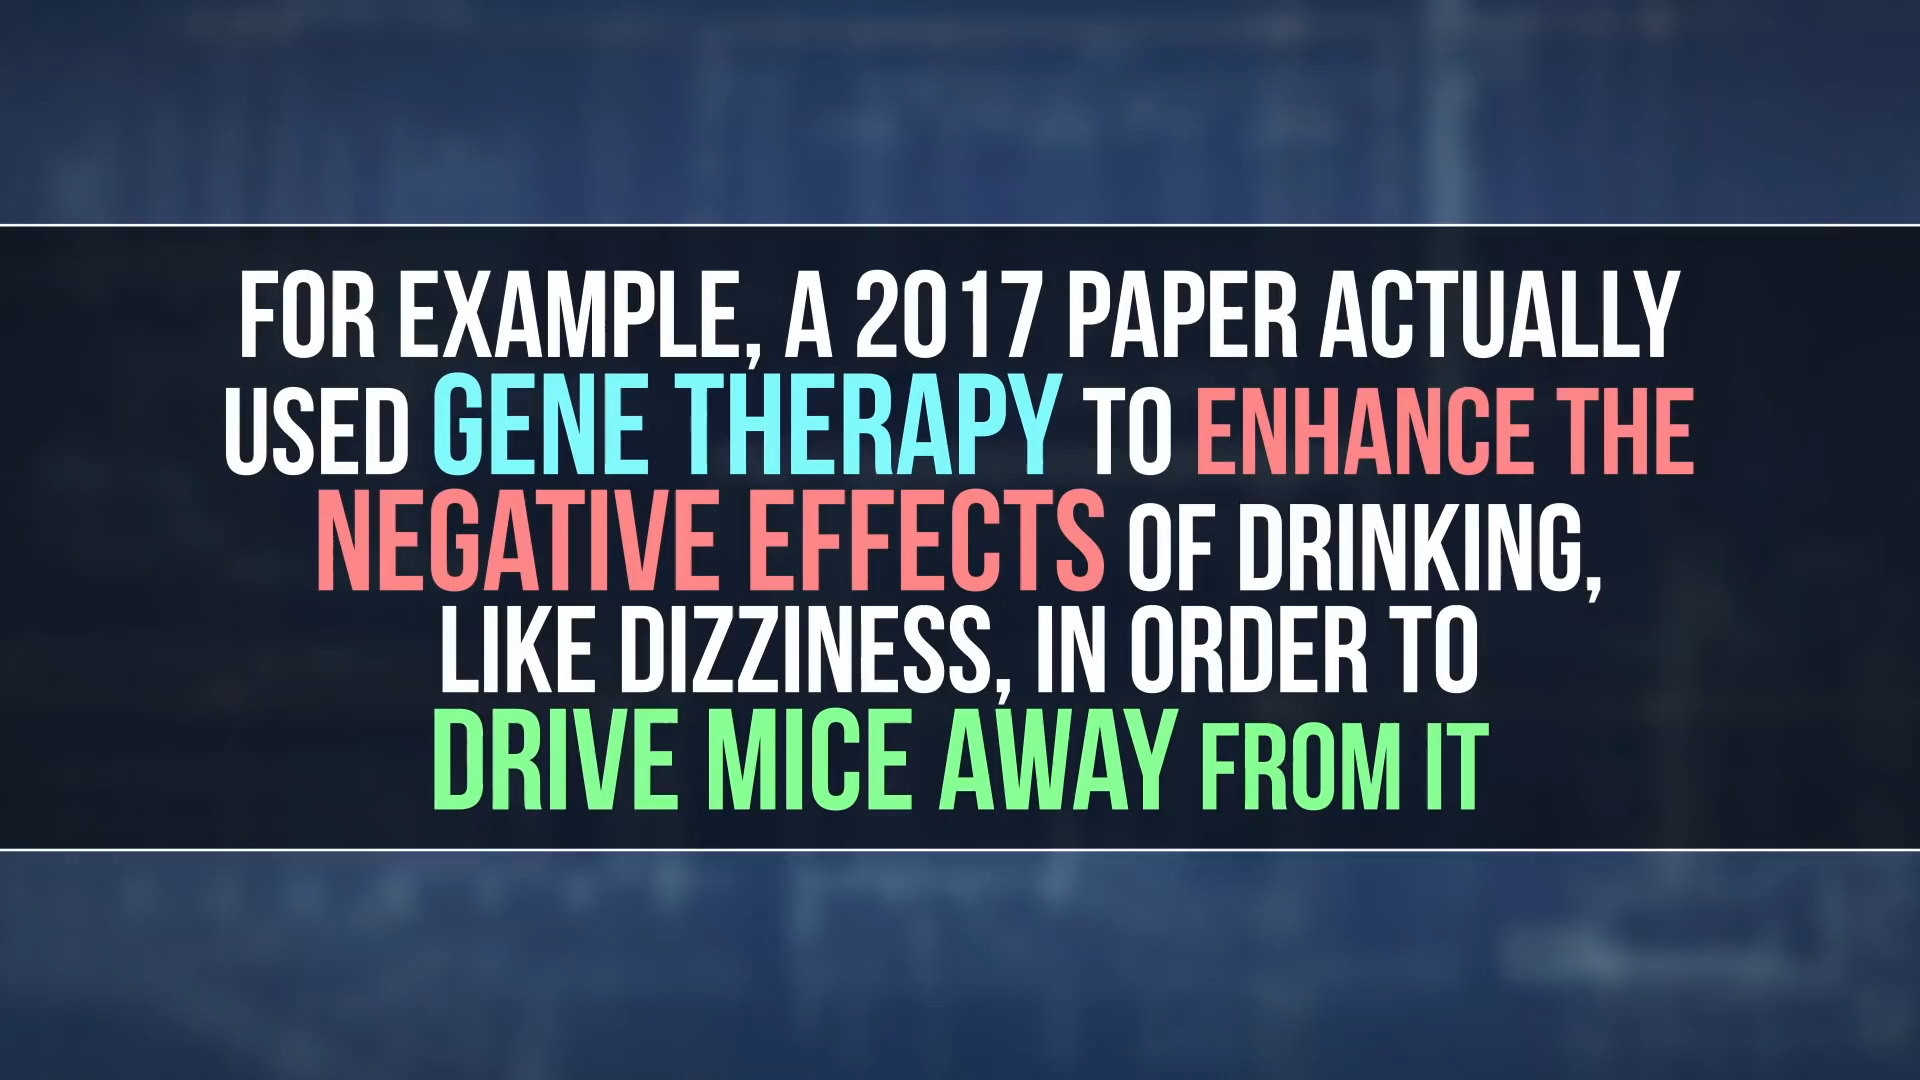 FOR EXAMPLE, A 2017 PAPER ACTUALLY
USED GENE THERAPY TO ENHANCE THE
NEGATIVE EFFECTS OF DRINKING,
LIKE DIZZINESS, IN ORDER TO
DRIVE MICE AWAY FROM IT